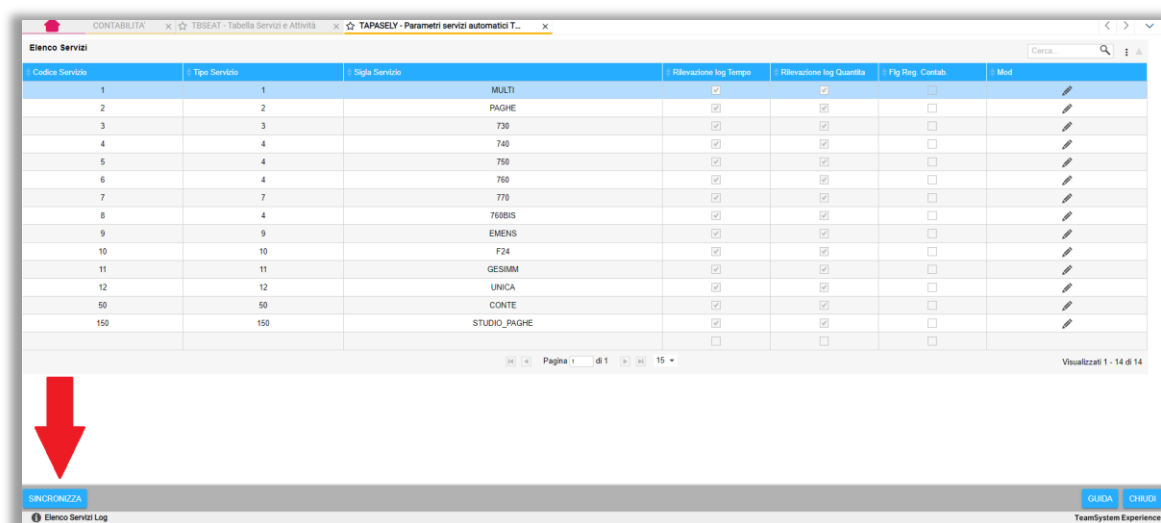 CONTABILITA' x TBSEAT - Tabella Servizi e Attività x TAPASELY - Parametri servizi automatici T... x
Elenco Servizi
Cerca...
Codice Servizio Tipo Servizio Sigla Servizio Rilevazione log Tempo Rilevazione log Quantita Flg Reg. Contab. Mod
1 1 MULTI
2 2 PAGHE
3 3 730
4 4 740
5 4 750
6 4 760
7 7 770
8 4 760BIS
9 9 EMENS
10 10 F24
11 11 GESIMM
12 12 UNICA
50 50 CONTE
150 150 STUDIO_PAGHE
Pagina 1 di 1 15
Visualizzati 1 - 14 di 14
SINCRONIZZA GUIDA CHIUDI
Elenco Servizi Log TeamSystem Experience